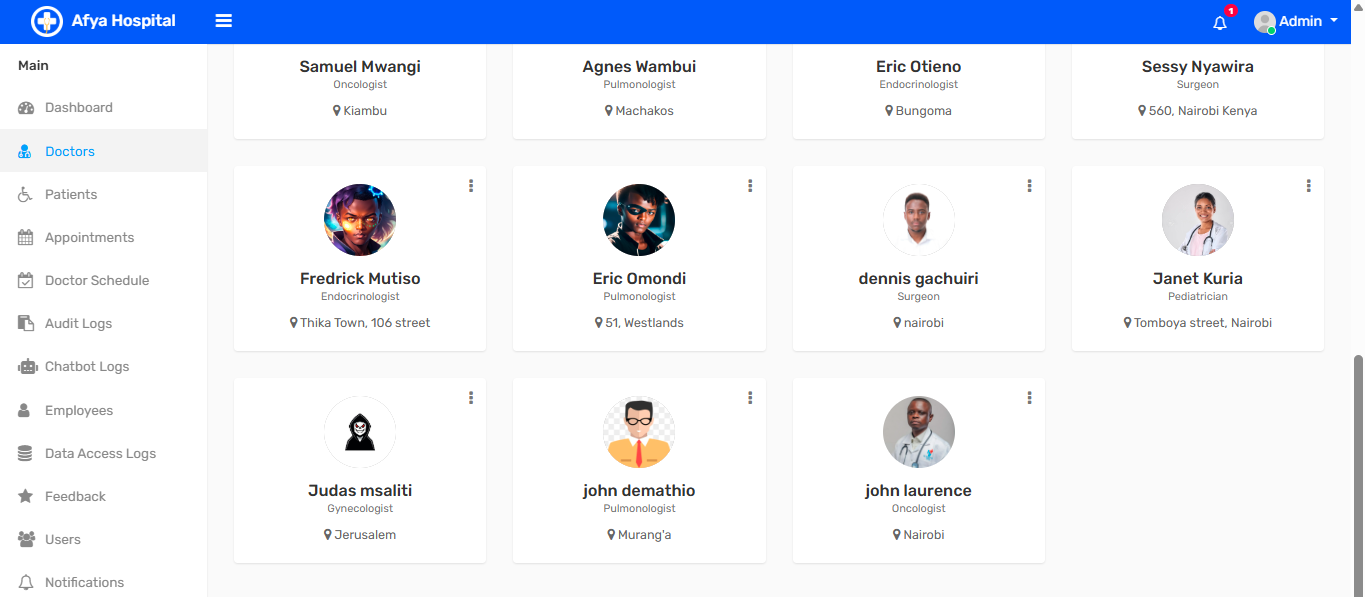 Afya Hospital
1
Admin
Main
Dashboard
Doctors
Patients
Appointments
Doctor Schedule
Audit Logs
Chatbot Logs
Employees
Data Access Logs
Feedback
Users
Notifications
Samuel Mwangi
Oncologist
Kiambu
Agnes Wambui
Pulmonologist
Machakos
Eric Otieno
Endocrinologist
Bungoma
Sessy Nyawira
Surgeon
560, Nairobi Kenya
Fredrick Mutiso
Endocrinologist
Thika Town, 106 street
Eric Omondi
Pulmonologist
51, Westlands
dennis gachuiri
Surgeon
nairobi
Janet Kuria
Pediatrician
Tomboya street, Nairobi
Judas msaliti
Gynecologist
Jerusalem
john demathio
Pulmonologist
Murang'a
john laurence
Oncologist
Nairobi